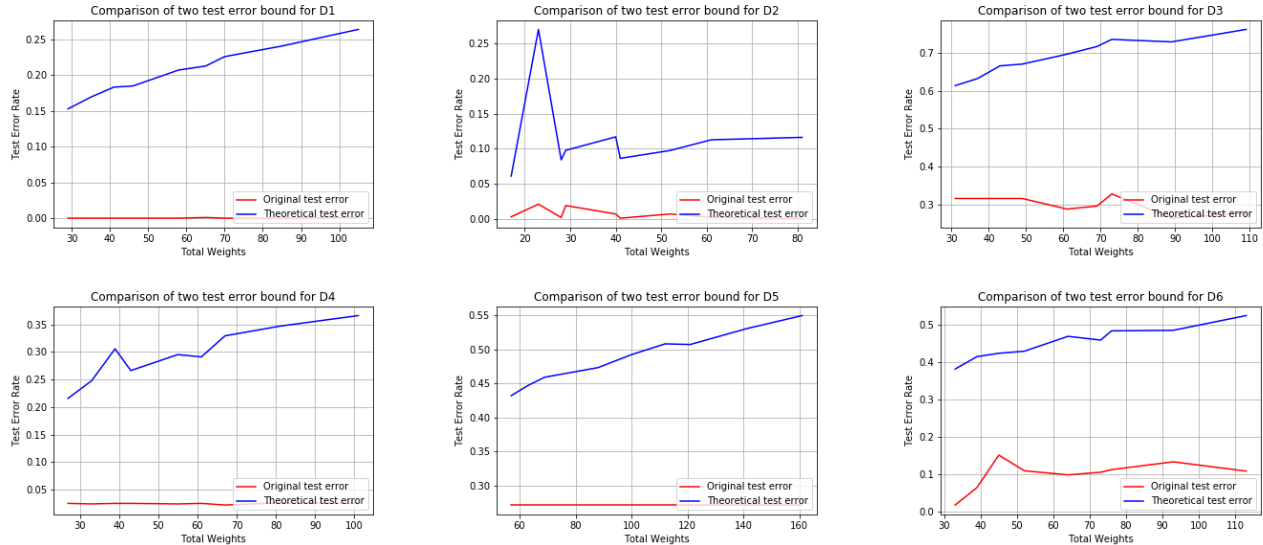 Comparison of two test error bound for D1
Test Error Rate
0.25
0.20
0.15
0.10
0.05
0.00
Original test error
Theoretical test error
30 40 50 60 70 80 90 100
Total Weights
Comparison of two test error bound for D2
Test Error Rate
0.25
0.20
0.15
0.10
0.05
0.00
Original test error
Theoretical test error
20 30 40 50 60 70 80
Total Weights
Comparison of two test error bound for D3
Test Error Rate
0.7
0.6
0.5
0.4
0.3
Original test error
Theoretical test error
30 40 50 60 70 80 90 100 110
Total Weights
Comparison of two test error bound for D4
Test Error Rate
0.35
0.30
0.25
0.20
0.15
0.10
0.05
Original test error
Theoretical test error
30 40 50 60 70 80 90 100
Total Weights
Comparison of two test error bound for D5
Test Error Rate
0.55
0.50
0.45
0.40
0.35
0.30
Original test error
Theoretical test error
60 80 100 120 140 160
Total Weights
Comparison of two test error bound for D6
Test Error Rate
0.5
0.4
0.3
0.2
0.1
0.0
Original test error
Theoretical test error
30 40 50 60 70 80 90 100 110
Total Weights